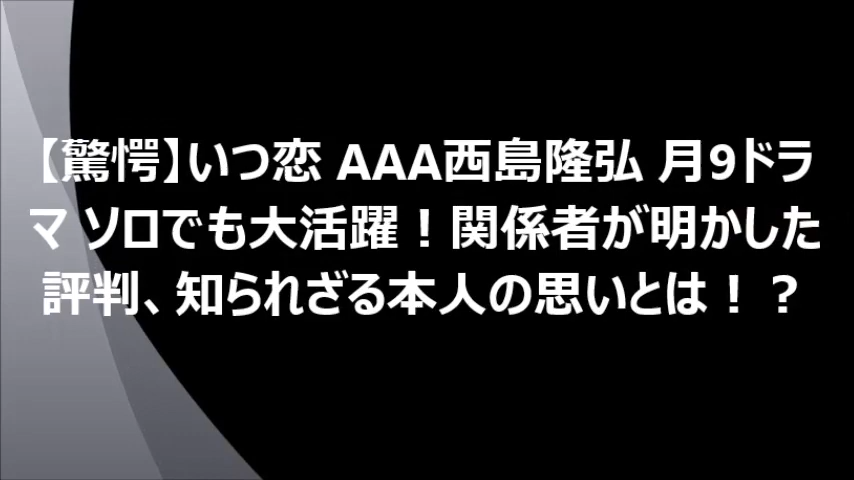 【驚愕】いつ恋 AAA西島隆弘 月9ドラ
マ ソロでも大活躍！関係者が明かした
評判、知られざる本人の思いとは！？